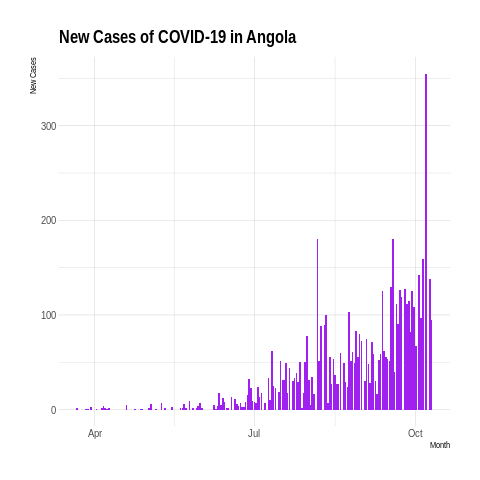 New Cases of COVID-19 in Angola
New Cases
300
200
100
0
Apr
Jul
Oct
Month